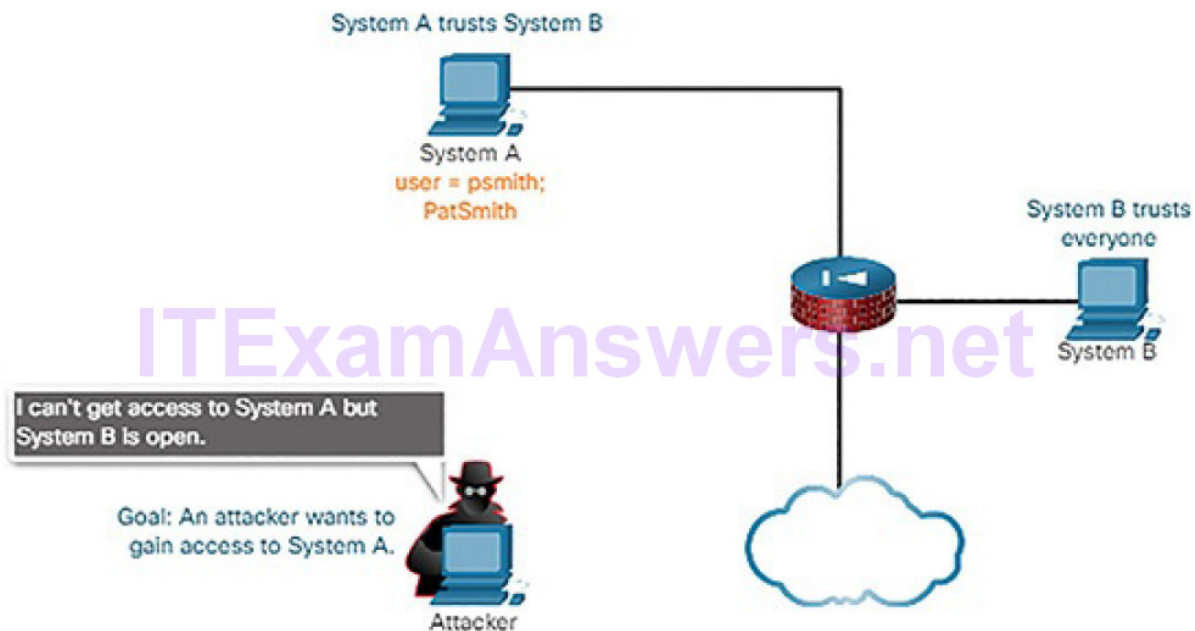 System A trusts System B
System A
user = psmith;
PatSmith
System B trusts
everyone
System B
ITExamAnswers.net
I can't get access to System A but
System B is open.
Goal: An attacker wants to
gain access to System A.
Attacker